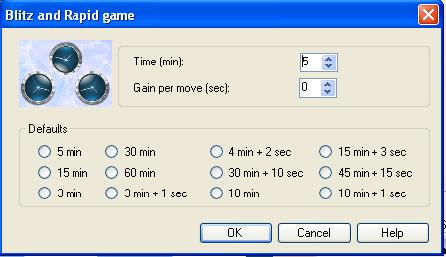 Blitz and Rapid game
Time (min): 5
Gain per move (sec): 0
Defaults
5 min 30 min 4 min + 2 sec 15 min + 3 sec
15 min 60 min 30 min + 10 sec 45 min + 15 sec
3 min 3 min + 1 sec 10 min 10 min + 1 sec
OK Cancel Help